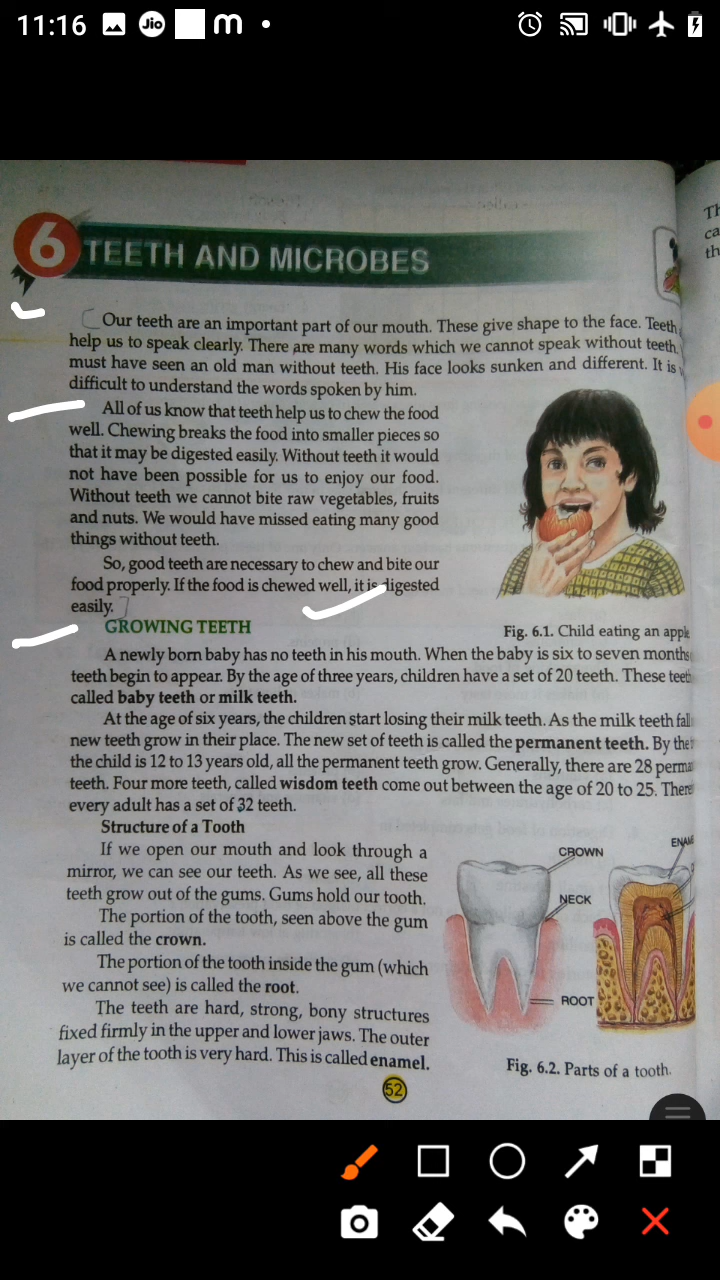 11:16
Jio
m
6
TEETH AND MICROBES
Our teeth are an important part of our mouth. These give shape to the face. Teeth
help us to speak clearly. There are many words which we cannot speak without teeth.
must have seen an old man without teeth. His face looks sunken and different. It is
difficult to understand the words spoken by him.
All of us know that teeth help us to chew the food
well. Chewing breaks the food into smaller pieces so
that it may be digested easily. Without teeth it would
not have been possible for us to enjoy our food.
Without teeth we cannot bite raw vegetables, fruits
and nuts. We would have missed eating many good
things without teeth.
So, good teeth are necessary to chew and bite our
food properly. If the food is chewed well, it is digested
easily.
GROWING TEETH
Fig. 6.1. Child eating an apple
A newly born baby has no teeth in his mouth. When the baby is six to seven months
teeth begin to appear. By the age of three years, children have a set of 20 teeth. These
called baby teeth or milk teeth.
At the age of six years, the children start losing their milk teeth. As the milk teeth fall
new teeth grow in their place. The new set of teeth is called the permanent teeth. By the
the child is 12 to 13 years old, all the permanent teeth grow. Generally, there are 28
teeth. Four more teeth, called wisdom teeth come out between the age of 20 to 25.
every adult has a set of 32 teeth.
Structure of a Tooth
If we open our mouth and look through a
mirror, we can see our teeth. As we see, all these
teeth grow out of the gums. Gums hold our tooth.
The portion of the tooth, seen above the gum
is called the crown.
The portion of the tooth inside the gum (which
we cannot see) is called the root.
The teeth are hard, strong, bony structures
fixed firmly in the upper and lower jaws. The outer
layer of the tooth is very hard. This is called enamel.
CROWN
NECK
ROOT
Fig. 6.2. Parts of a tooth.
52